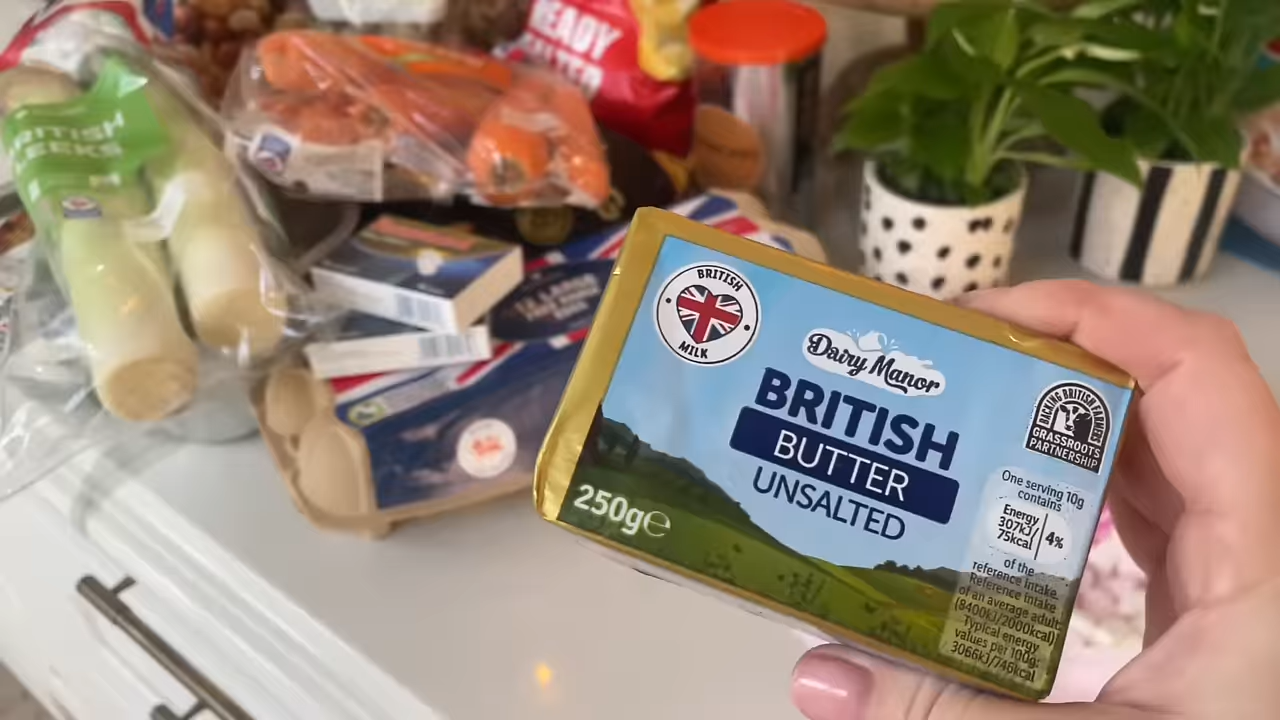 READY
BRITISH
LEEKS
BRITISH
MILK
Dairy Manor
BRITISH
BUTTER
UNSALTED
250g℮
BACKING BRITISH FARMERS
GRASSROOTS
PARTNERSHIP
One serving 10g
contains
Energy
307kJ/
75kcal
4%
of the
reference intake.
Reference intake
of an average adult
(8400kJ/2000kcal)
Typical energy
values per 100g:
3066kJ/746kcal